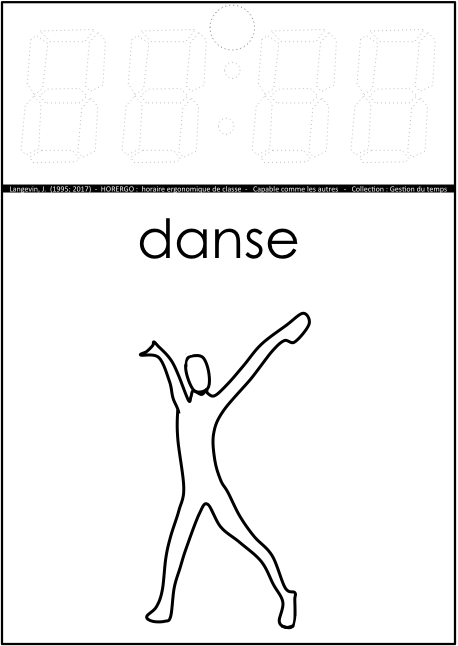 Langevin, J. (1995; 2017) - HORERGO : horaire ergonomique de classe - Capable comme les autres - Collection : Gestion du temps
danse